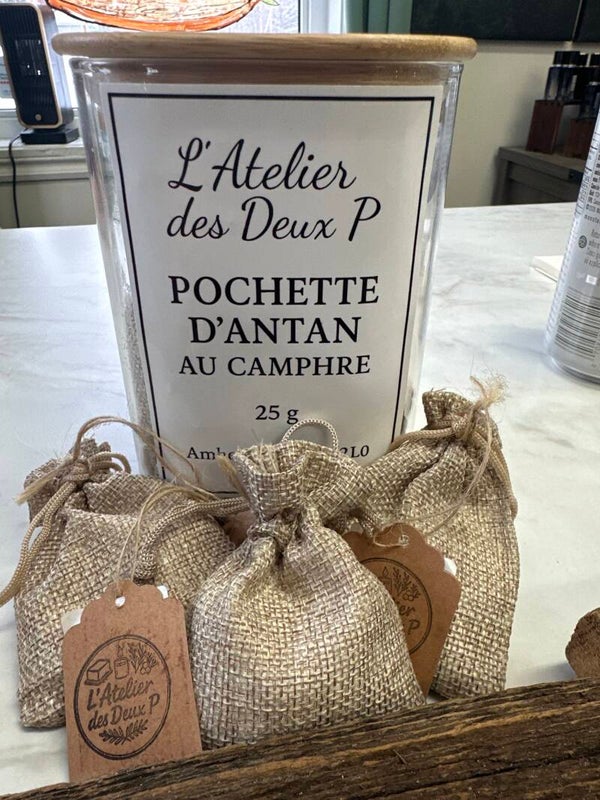 L'Atelier
des Deux P
POCHETTE
D'ANTAN
AU CAMPHRE
25 g
L'Atelier
des Deux P